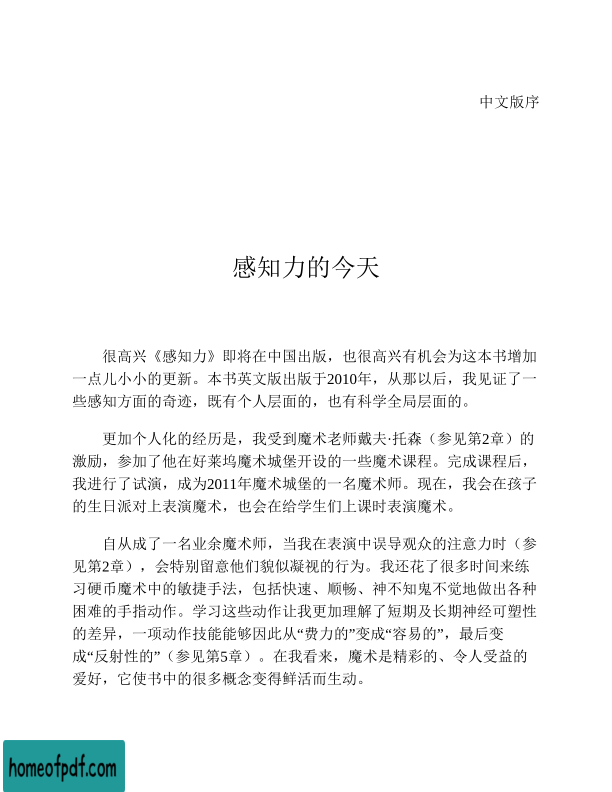 中文版序
感知力的今天
很高兴《感知力》即将在中国出版，也很高兴有机会为这本书增加
一点儿小小的更新。本书英文版出版于2010年，从那以后，我见证了一
些感知方面的奇迹，既有个人层面的，也有科学全局层面的。
更加个人化的经历是，我受到魔术老师戴夫·托森（参见第2章）的
激励，参加了他在好莱坞魔术城堡开设的一些魔术课程。完成课程后，
我进行了试演，成为2011年魔术城堡的一名魔术师。现在，我会在孩子
的生日派对上表演魔术，也会在给学生们上课时表演魔术。
自从成了一名业余魔术师，当我在表演中误导观众的注意力时（参
见第2章），会特别留意他们貌似凝视的行为。我还花了很多时间来练
习硬币魔术中的敏捷手法，包括快速、顺畅、神不知鬼不觉地做出各种
困难的手指动作。学习这些动作让我更加理解了短期及长期神经可塑性
的差异，一项动作技能能够因此从“费力的”变成“容易的”，最后变
成“反射性的”（参见第5章）。在我看来，魔术是精彩的、令人受益的
爱好，它使书中的很多概念变得鲜活而生动。
homeofpdf.com